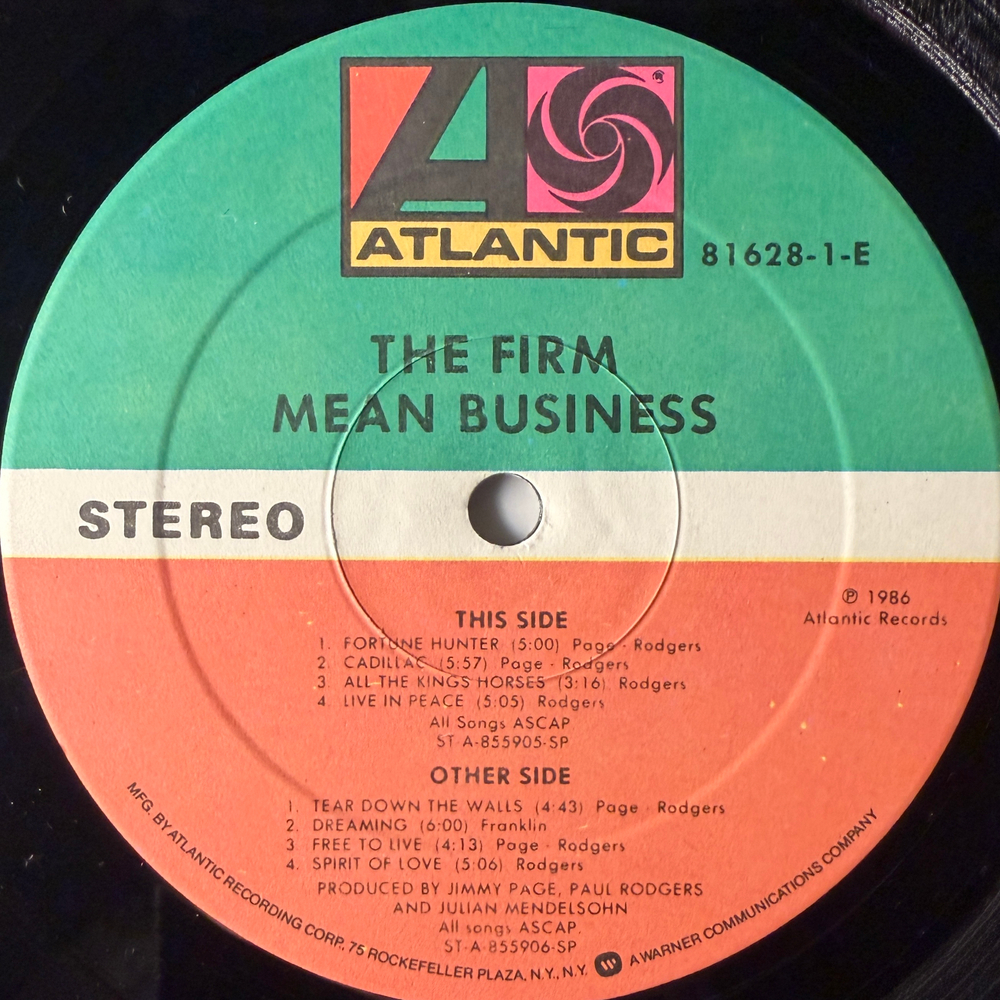 ATLANTIC
81628-1-E
THE FIRM
MEAN BUSINESS
STEREO
℗ 1986
Atlantic Records
THIS SIDE
1. FORTUNE HUNTER (5:00) Page - Rodgers
2. CADILLAC (5:57) Page - Rodgers
3. ALL THE KINGS HORSES (3:16) Rodgers
4. LIVE IN PEACE (5:05) Rodgers
All Songs ASCAP
ST-A-855905-SP
OTHER SIDE
1. TEAR DOWN THE WALLS (4:43) Page - Rodgers
2. DREAMING (6:00) Franklin
3. FREE TO LIVE (4:13) Page - Rodgers
4. SPIRIT OF LOVE (5:06) Rodgers
PRODUCED BY JIMMY PAGE, PAUL RODGERS
AND JULIAN MENDELSOHN
All songs ASCAP.
ST-A-855906-SP
MFG. BY ATLANTIC RECORDING CORP., 75 ROCKEFELLER PLAZA, N.Y., N.Y. A WARNER COMMUNICATIONS COMPANY